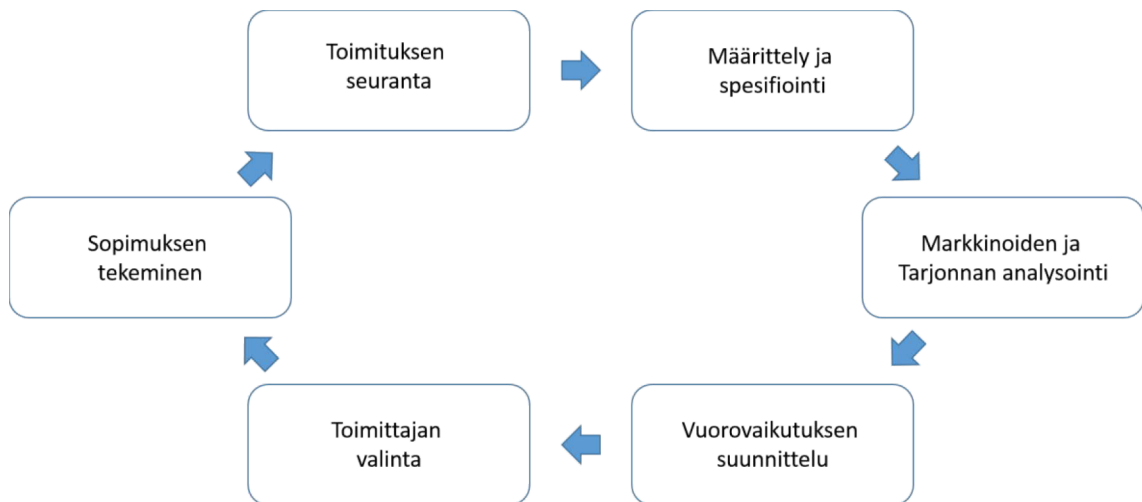 Toimituksen
seuranta
Määrittely ja
spesifiointi
Sopimuksen
tekeminen
Markkinoiden ja
Tarjonnan analysointi
Toimittajan
valinta
Vuorovaikutuksen
suunnittelu